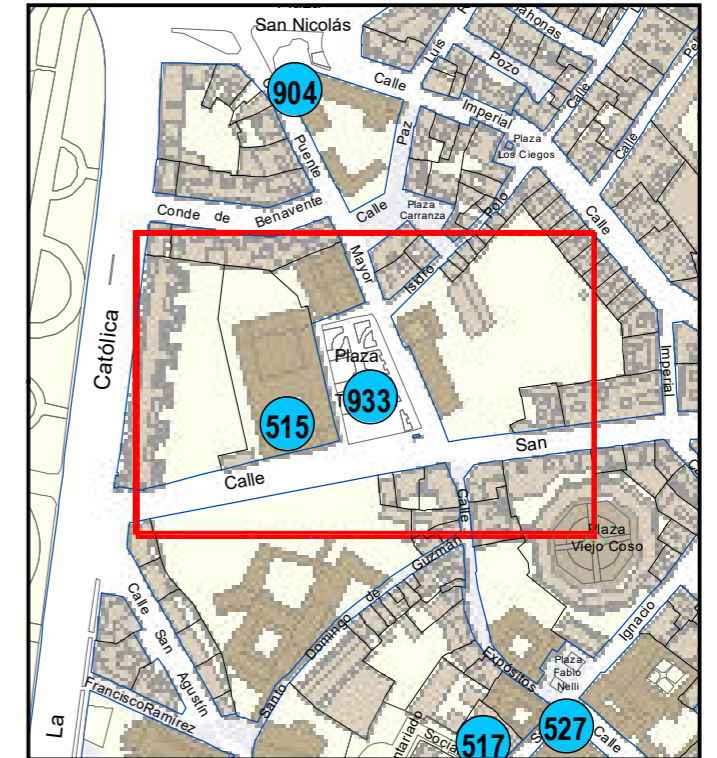 San Nicolás
904
Calle
Luis
Pozo
Imperial
Calle
Calle
Plaza
Los Ciegos
Paz
Puente
Conde de Benavente
Calle
Plaza
Carranza
Polo
Calle
Mayor
Isidro
Católica
Plaza
933
515
Imperial
San
Calle
Calle
Plaza
Viejo Coso
Guzmán
de
Domingo
Santo
Calle
San
Agustín
Francisco Ramírez
La
Expósitos
Ignacio
Plaza
Fabio
Nelli
517
527
Calle